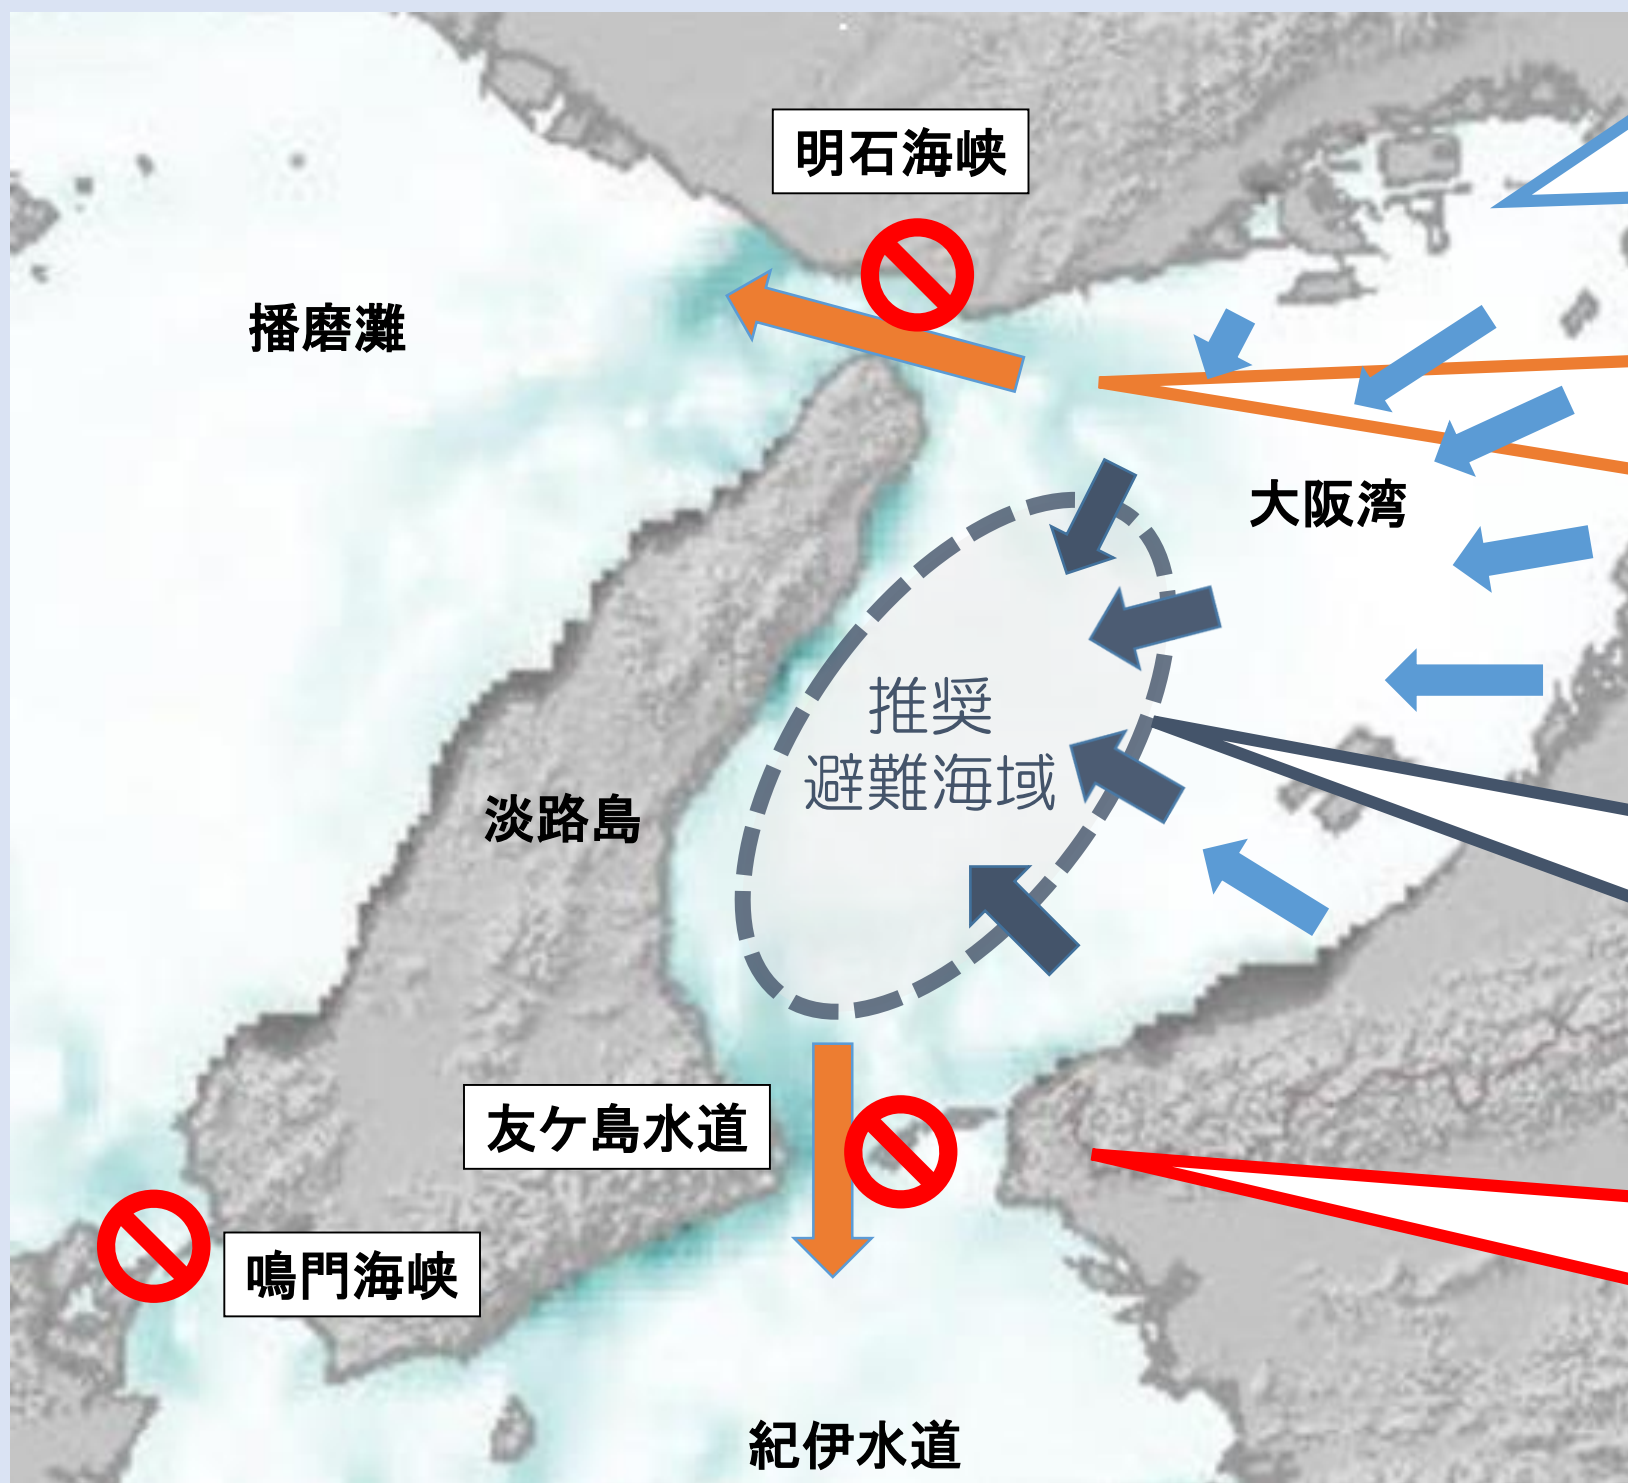 明石海峡
播磨灘
大阪湾
推奨
避難海域
淡路島
友ケ島水道
鳴門海峡
紀伊水道